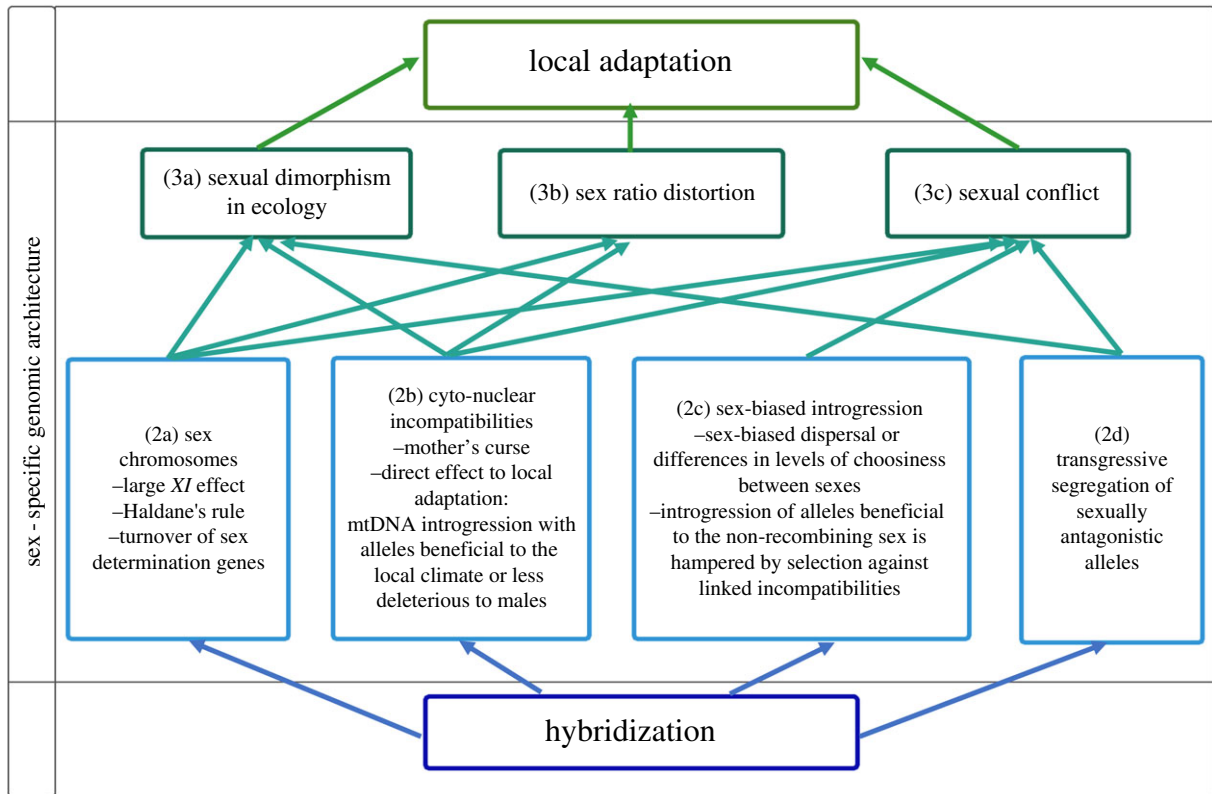 local adaptation
(3a) sexual dimorphism
in ecology
(3b) sex ratio distortion
(3c) sexual conflict
sex - specific genomic architecture
(2a) sex
chromosomes
–large XI effect
–Haldane's rule
–turnover of sex
determination genes
(2b) cyto-nuclear
incompatibilities
–mother’s curse
–direct effect to local
adaptation:
mtDNA introgression with
alleles beneficial to the
local climate or less
deleterious to males
(2c) sex-biased introgression
–sex-biased dispersal or
differences in levels of choosiness
between sexes
–introgression of alleles beneficial
to the non-recombining sex is
hampered by selection against
linked incompatibilities
(2d)
transgressive
segregation of
sexually
antagonistic
alleles
hybridization